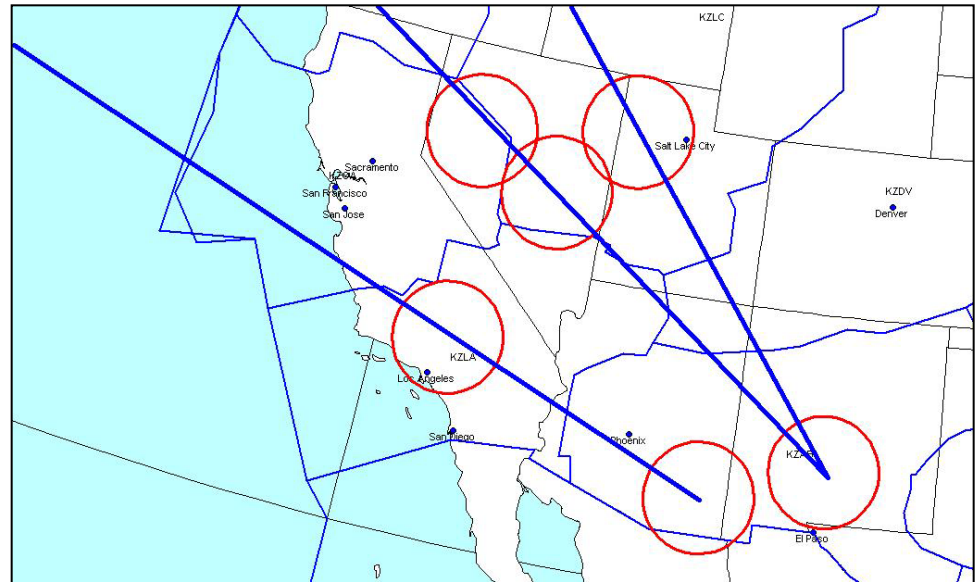 KZLC
Salt Lake City
Sacramento
San Francisco
San Jose
KZDV
Denver
KZLA
Los Angeles
San Diego
Phoenix
El Paso